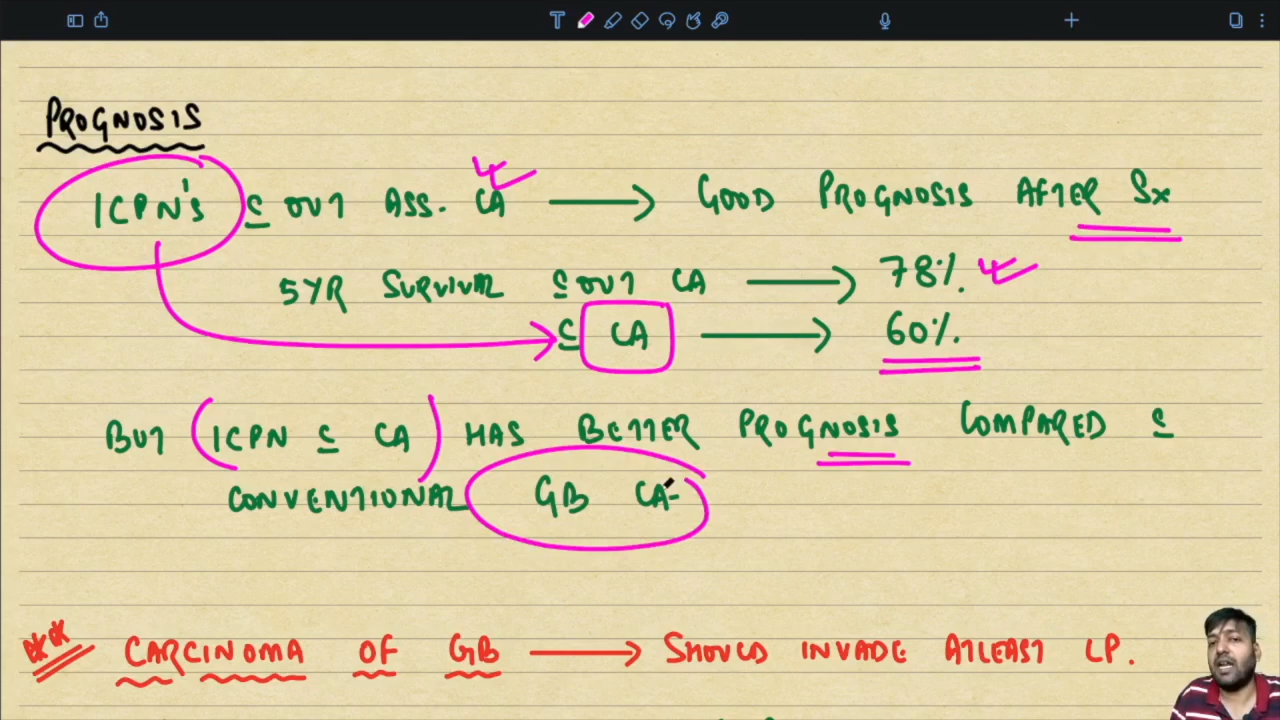 PROGNOSIS
ICPN's c̄ OUT ASS. CA → GOOD PROGNOSIS AFTER Sx
5YR SURVIVAL c̄ OUT CA → 78%.
c̄ CA → 60%.
BUT (ICPN c̄ CA) HAS BETTER PROGNOSIS COMPARED c̄
CONVENTIONAL GB CA-
** CARCINOMA OF GB → SHOULD INVADE ATLEAST LP.